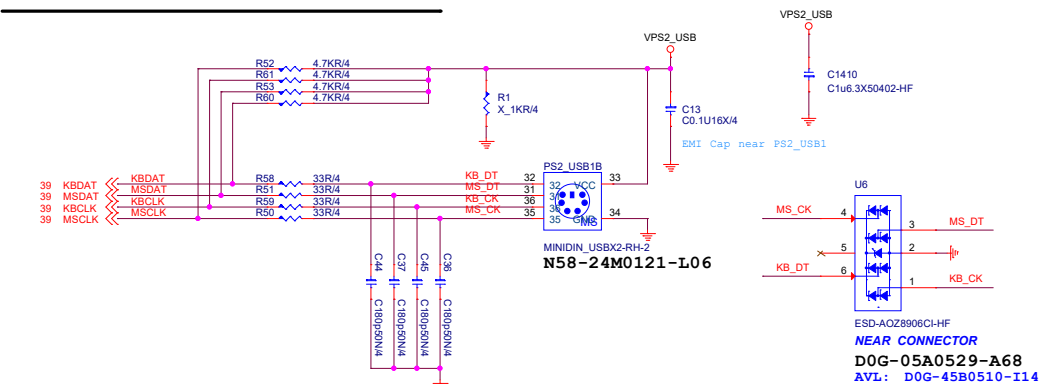 VPS2_USB
VPS2_USB
R52 4.7KR/4
R61 4.7KR/4
R53 4.7KR/4
R60 4.7KR/4
R1
X_1KR/4
C13
C0.1U16X/4
C1410
C1u6.3X50402-HF
EMI Cap near PS2_USB1
PS2_USB1B
39 KBDAT KBDAT R58 33R/4 KB_DT 32 32 VCC 33
39 MSDAT MSDAT R51 33R/4 MS_DT 31
39 KBCLK KBCLK R59 33R/4 KB_CK 36
39 MSCLK MSCLK R50 33R/4 MS_CK 35 35 MS 34
MINIDIN_USBX2-RH-2
N58-24M0121-L06
C44 C37 C45 C36
C180p50N/4 C180p50N/4 C180p50N/4 C180p50N/4
U6
MS_CK 4
3 MS_DT
5 2
KB_DT 6
1 KB_CK
ESD-AOZ8906CI-HF
NEAR CONNECTOR
D0G-05A0529-A68
AVL: D0G-45B0510-I14